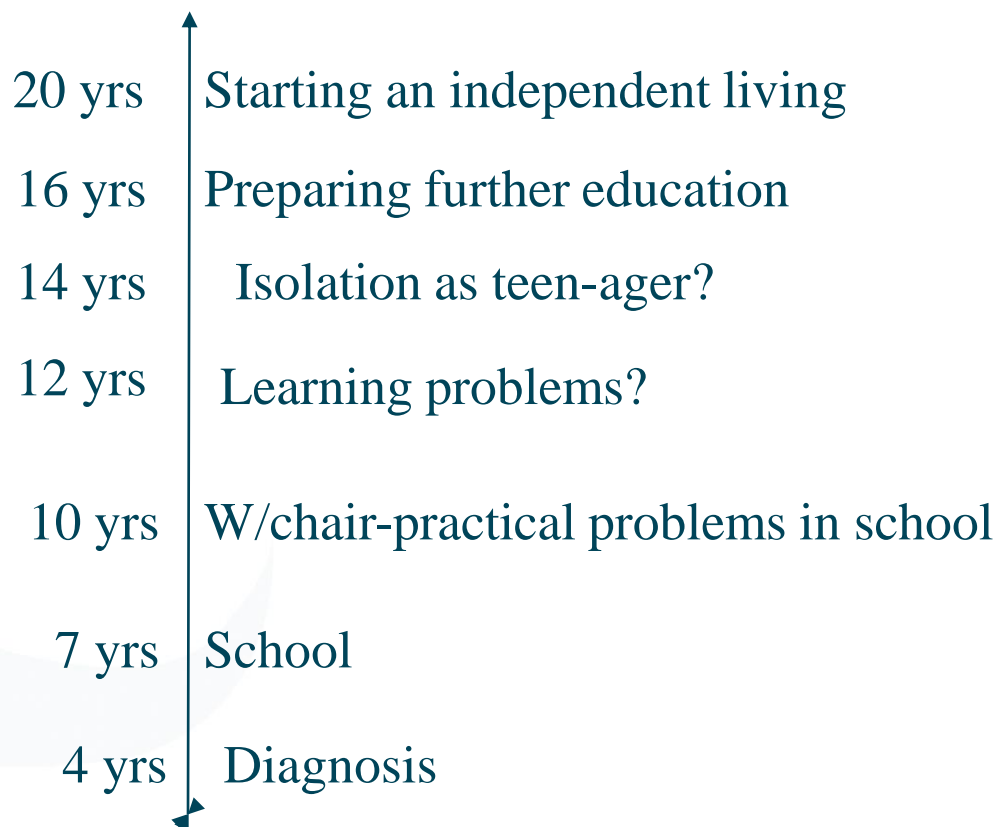 20 yrs Starting an independent living
16 yrs Preparing further education
14 yrs Isolation as teen-ager?
12 yrs Learning problems?
10 yrs W/chair-practical problems in school
7 yrs School
4 yrs Diagnosis